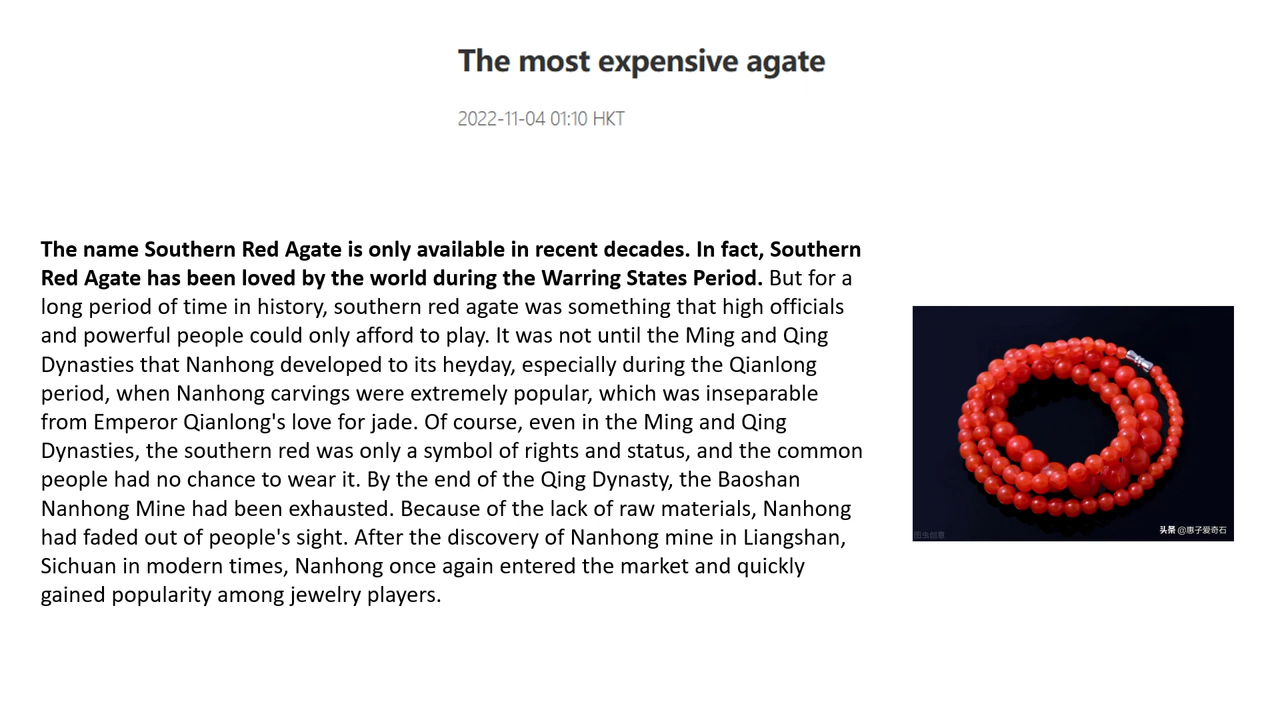 The most expensive agate
2022-11-04 01:10 HKT
The name Southern Red Agate is only available in recent decades. In fact, Southern
Red Agate has been loved by the world during the Warring States Period. But for a
long period of time in history, southern red agate was something that high officials
and powerful people could only afford to play. It was not until the Ming and Qing
Dynasties that Nanhong developed to its heyday, especially during the Qianlong
period, when Nanhong carvings were extremely popular, which was inseparable
from Emperor Qianlong's love for jade. Of course, even in the Ming and Qing
Dynasties, the southern red was only a symbol of rights and status, and the common
people had no chance to wear it. By the end of the Qing Dynasty, the Baoshan
Nanhong Mine had been exhausted. Because of the lack of raw materials, Nanhong
had faded out of people's sight. After the discovery of Nanhong mine in Liangshan,
Sichuan in modern times, Nanhong once again entered the market and quickly
gained popularity among jewelry players.
图虫创意
头条 @惠子爱奇石